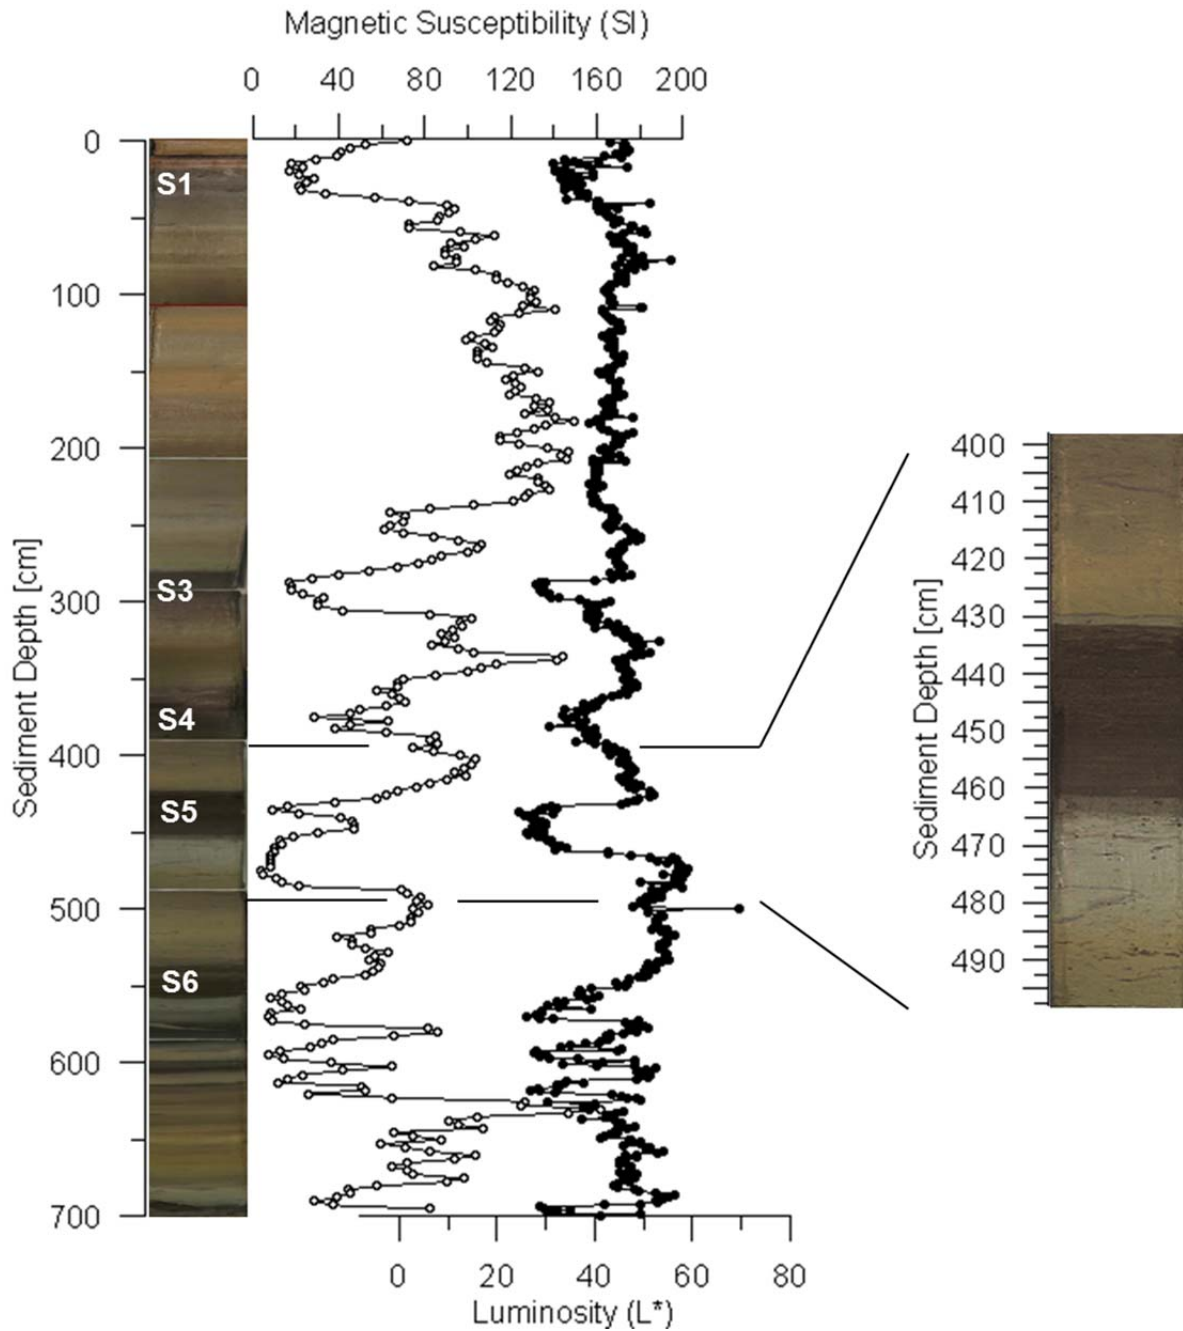 Magnetic Susceptibility (SI)
0 40 80 120 160 200
Sediment Depth [cm]
0
100
200
300
400
500
600
700
S1
S3
S4
S5
S6
Sediment Depth [cm]
400
410
420
430
440
450
460
470
480
490
0 20 40 60 80
Luminosity (L*)